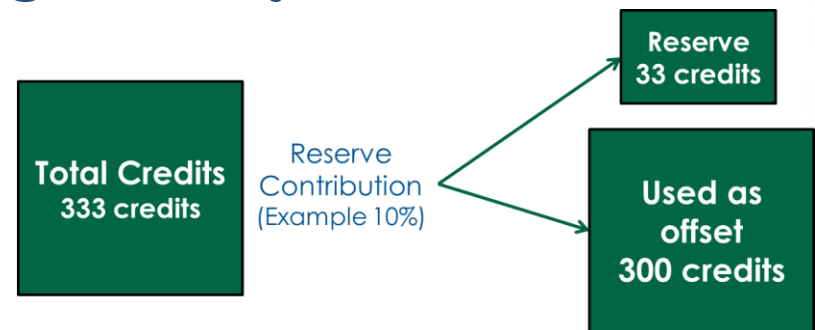 Total Credits
333 credits
Reserve
Contribution
(Example 10%)
Reserve
33 credits
Used as
offset
300 credits